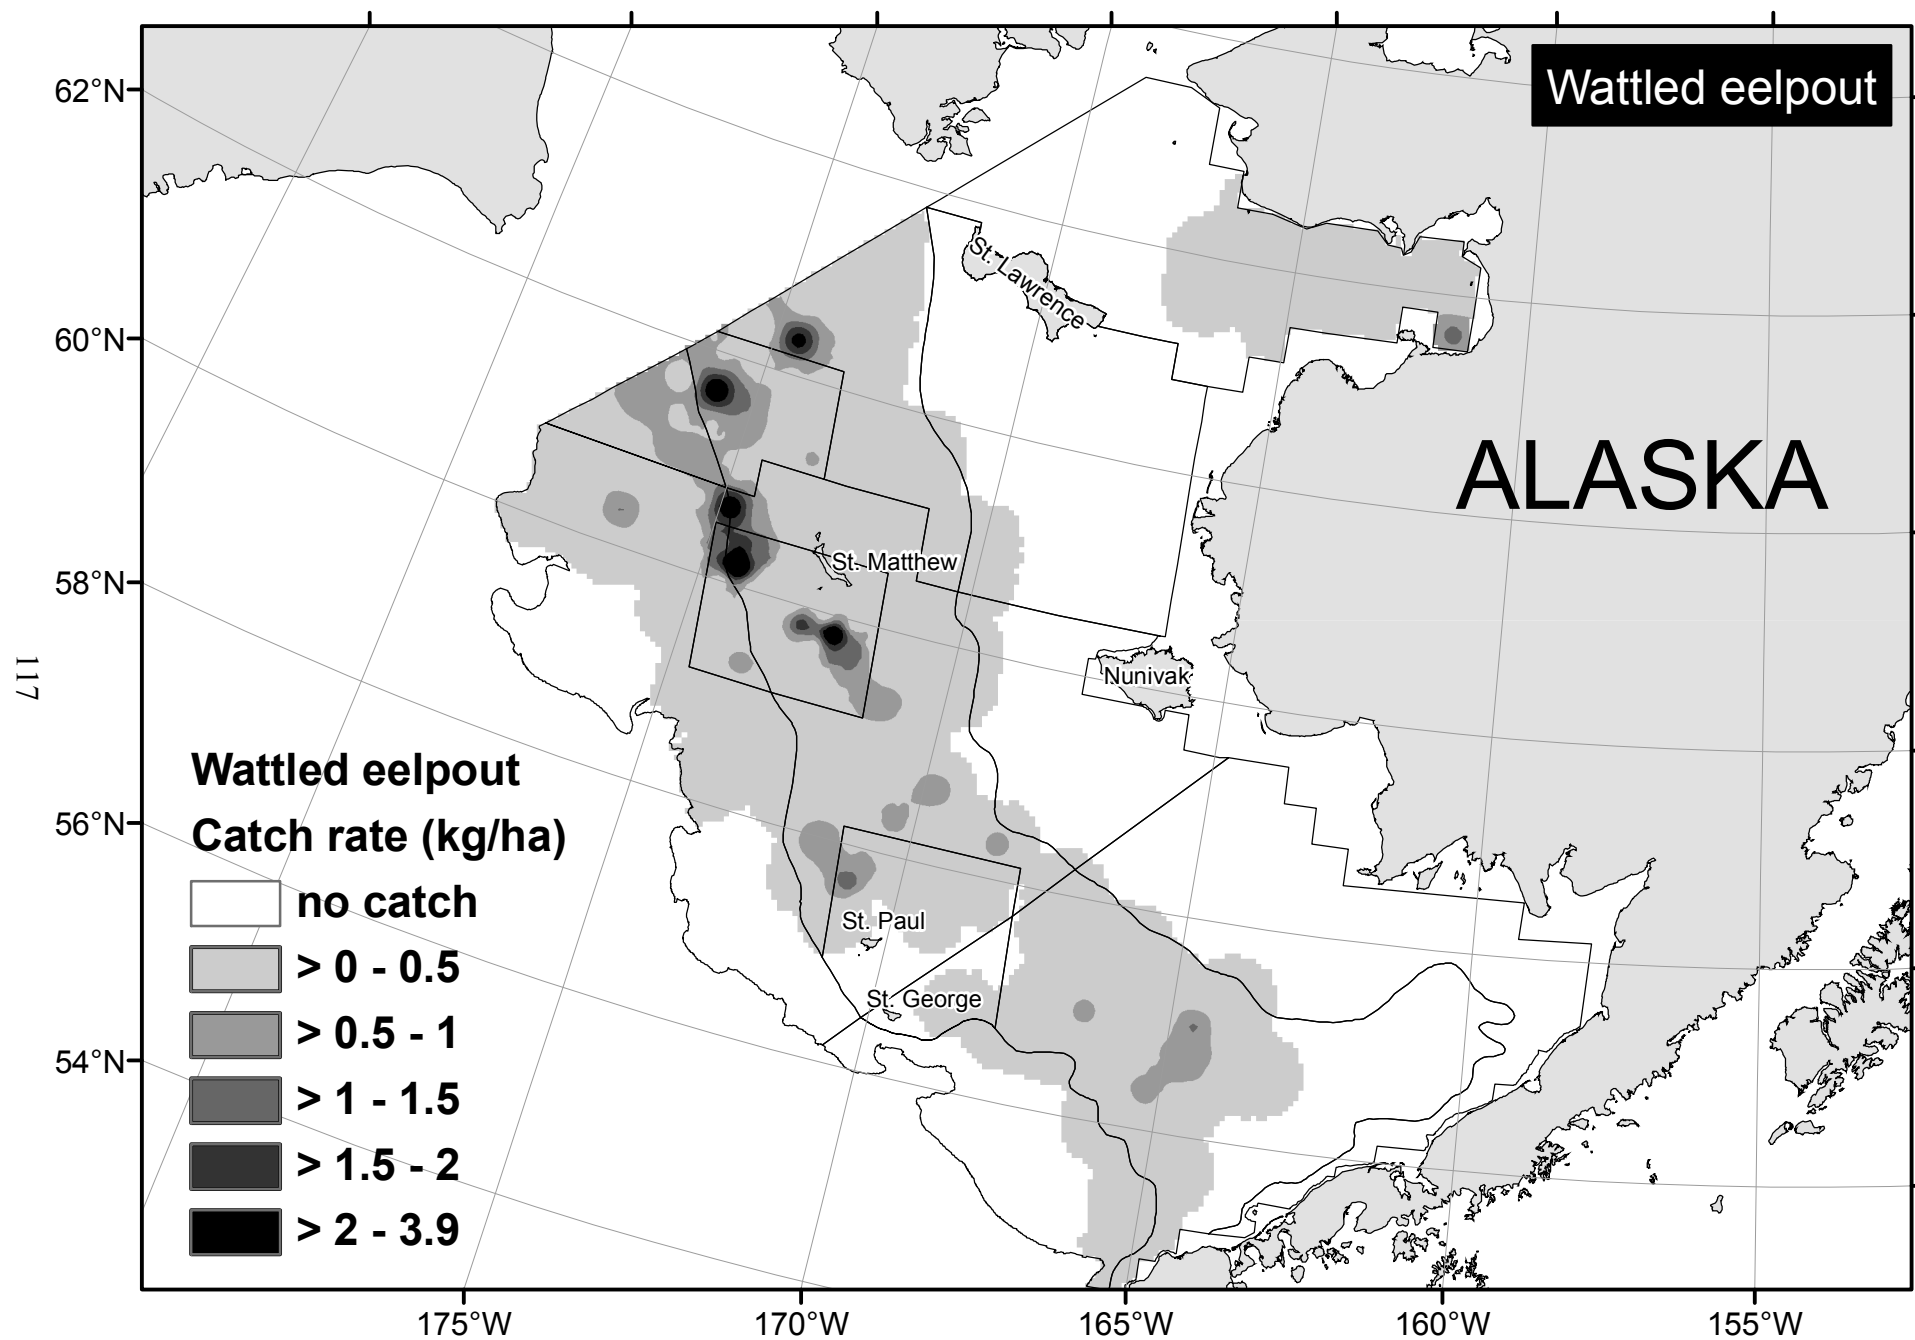 Wattled eelpout
62°N
60°N
58°N
56°N
54°N
117
St. Lawrence
ALASKA
St. Matthew
Nunivak
St. Paul
St. George
Wattled eelpout
Catch rate (kg/ha)
no catch
> 0 - 0.5
> 0.5 - 1
> 1 - 1.5
> 1.5 - 2
> 2 - 3.9
175°W
170°W
165°W
160°W
155°W